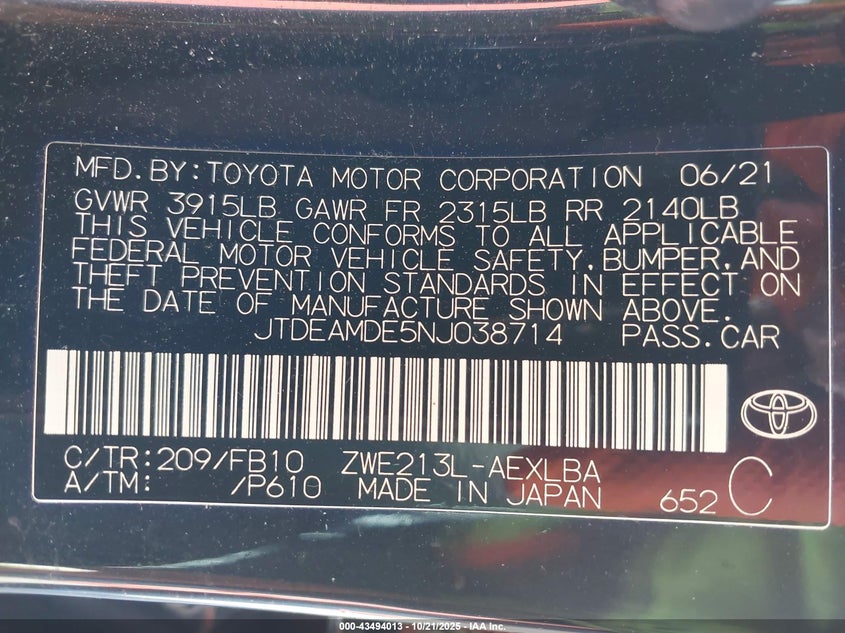 MFD.BY:TOYOTA MOTOR CORPORATION 06/21
GVWR 3915LB GAWR FR 2315LB RR 2140LB
THIS VEHICLE CONFORMS TO ALL APPLICABLE
FEDERAL MOTOR VEHICLE SAFETY,BUMPER,AND
THEFT PREVENTION STANDARDS IN EFFECT ON
THE DATE OF MANUFACTURE SHOWN ABOVE.
JTDEAMDE5NJ038714 PASS.CAR
C/TR:209/FB10 ZWE213L-AEXLBA
A/TM: /P610 MADE IN JAPAN 652 C
000-43494013 - 10/21/2025 - IAA Inc.